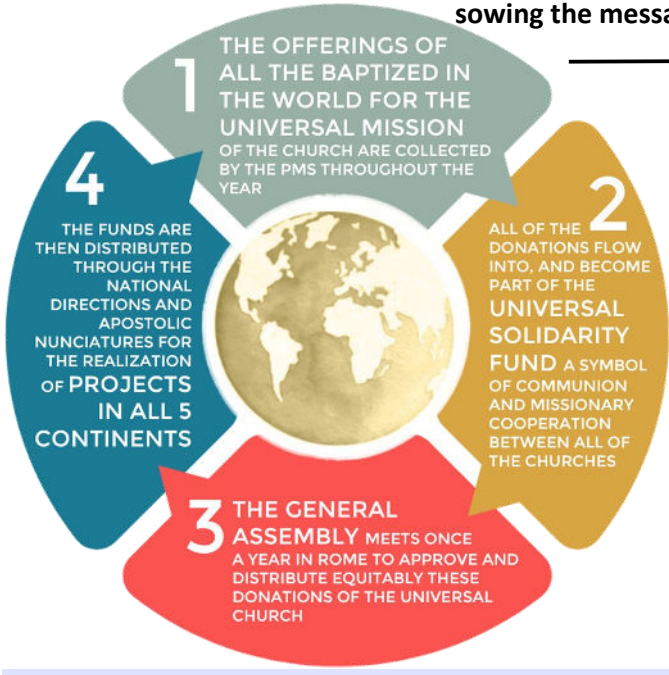 sowing the messa
1
THE OFFERINGS OF
ALL THE BAPTIZED IN
THE WORLD FOR THE
UNIVERSAL MISSION
OF THE CHURCH ARE COLLECTED
BY THE PMS THROUGHOUT THE
YEAR
2
ALL OF THE
DONATIONS FLOW
INTO, AND BECOME
PART OF THE
UNIVERSAL
SOLIDARITY
FUND A SYMBOL
OF COMMUNION
AND MISSIONARY
COOPERATION
BETWEEN ALL OF
THE CHURCHES
3
THE GENERAL
ASSEMBLY MEETS ONCE
A YEAR IN ROME TO APPROVE AND
DISTRIBUTE EQUITABLY THESE
DONATIONS OF THE UNIVERSAL
CHURCH
4
THE FUNDS ARE
THEN DISTRIBUTED
THROUGH THE
NATIONAL
DIRECTIONS AND
APOSTOLIC
NUNCIATURES FOR
THE REALIZATION
OF PROJECTS
IN ALL 5
CONTINENTS